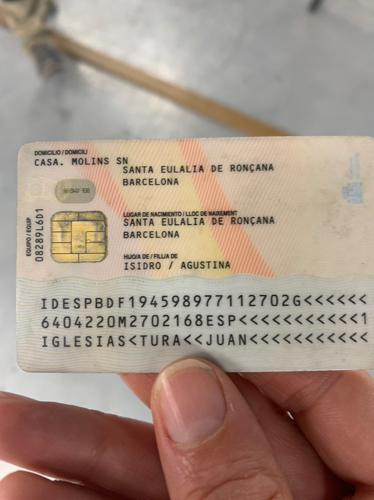 DOMICILIO / DOMICILI
CASA. MOLINS SN
SANTA EULALIA DE RONÇANA
BARCELONA
LUGAR DE NACIMIENTO / LLOC DE NAIXEMENT
SANTA EULALIA DE RONÇANA
BARCELONA
HIJO/A DE / FILL/A DE
ISIDRO / AGUSTINA
EQUIPO / EQUIP
08289L6D1
IDESPBDF194598977112702G<<<<<<
6404220M2702168ESP<<<<<<<<<<<1
IGLESIAS<TURA<<JUAN<<<<<<<<<<<